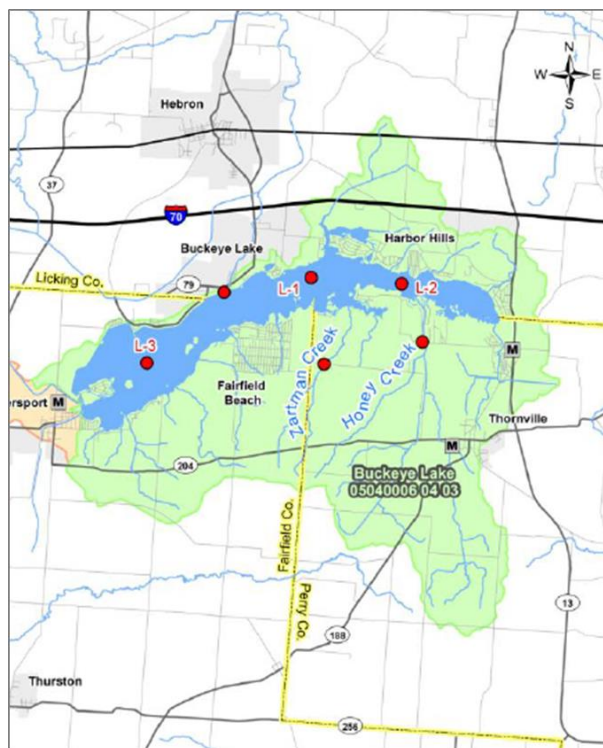 N
W E
S
Hebron
37
70
Harbor Hills
Buckeye Lake
Licking Co.
79
L-1
L-2
L-3
M
ersport
M
Zartman Creek
Honey Creek
Fairfield
Beach
Thornville
M
204
Buckeye Lake
05040006 04 03
Fairfield Co.
Perry Co.
13
188
Thurston
256